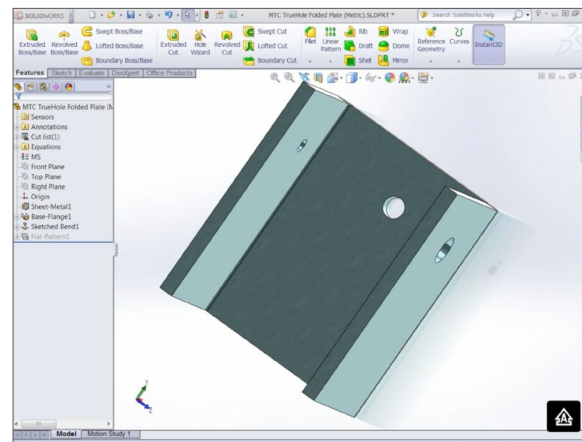 SOLIDWORKS
MTC TrueHole Folded Plate (Metric).SLDPRT *
Search SolidWorks Help
Extruded Boss/Base
Revolved Boss/Base
Swept Boss/Base
Lofted Boss/Base
Boundary Boss/Base
Extruded Cut
Hole Wizard
Revolved Cut
Swept Cut
Lofted Cut
Boundary Cut
Fillet
Linear Pattern
Rib
Draft
Shell
Wrap
Dome
Mirror
Reference Geometry
Curves
Instant3D
Features Sketch Evaluate DimXpert Office Products
MTC TrueHole Folded Plate (M
Sensors
Annotations
Cut list(1)
Equations
MS
Front Plane
Top Plane
Right Plane
Origin
Sheet-Metal1
Base-Flange1
Sketched Bend1
Flat-Pattern1
Y
Z
Model Motion Study 1